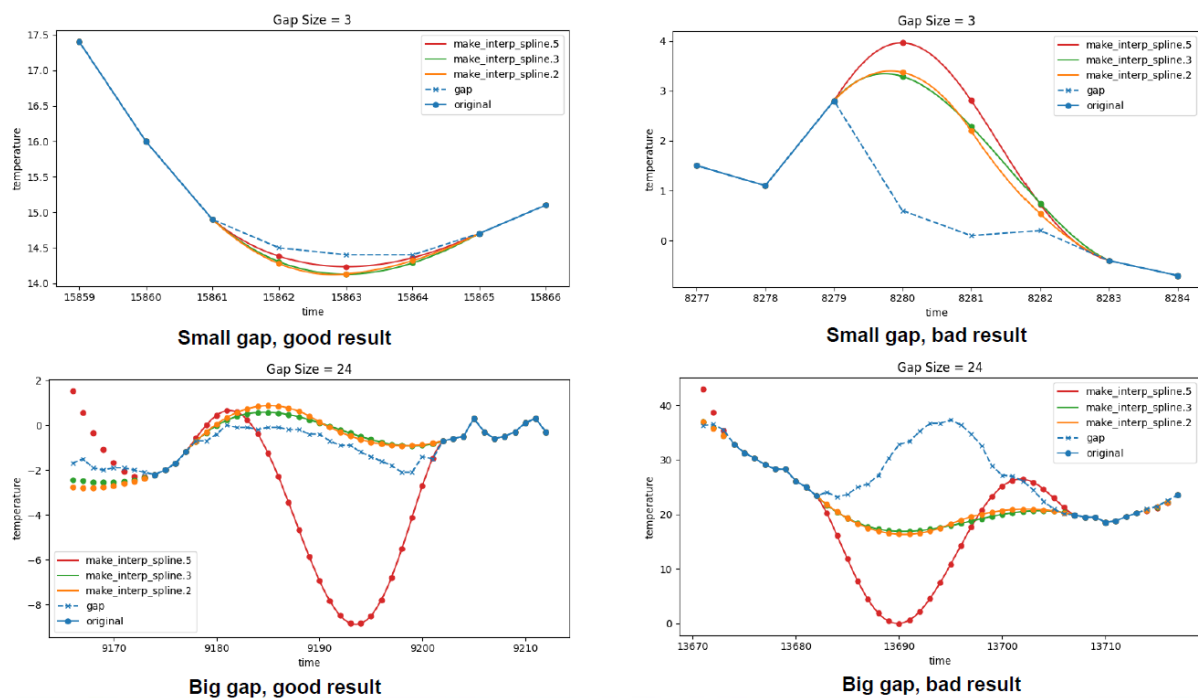 Gap Size = 3
17.5
17.0
16.5
16.0
15.5
15.0
14.5
14.0
temperature
make_interp_spline.5
make_interp_spline.3
make_interp_spline.2
gap
original
15859 15860 15861 15862 15863 15864 15865 15866
time
Small gap, good result
Gap Size = 3
4
3
2
1
0
temperature
make_interp_spline.5
make_interp_spline.3
make_interp_spline.2
gap
original
8277 8278 8279 8280 8281 8282 8283 8284
time
Small gap, bad result
Gap Size = 24
2
0
−2
−4
−6
−8
temperature
make_interp_spline.5
make_interp_spline.3
make_interp_spline.2
gap
original
9170 9180 9190 9200 9210
time
Big gap, good result
Gap Size = 24
40
30
20
10
0
temperature
make_interp_spline.5
make_interp_spline.3
make_interp_spline.2
gap
original
13670 13680 13690 13700 13710
time
Big gap, bad result